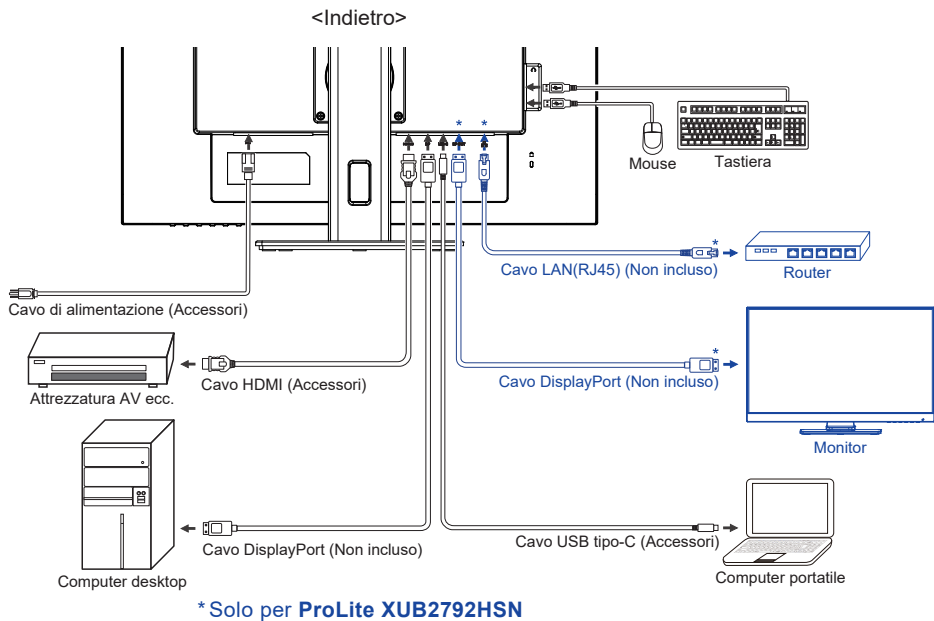 <Indietro>
Mouse
Tastiera
Cavo LAN(RJ45) (Non incluso)
*
Router
Cavo di alimentazione (Accessori)
Cavo HDMI (Accessori)
Attrezzatura AV ecc.
Cavo DisplayPort (Non incluso)
*
Monitor
Cavo DisplayPort (Non incluso)
Computer desktop
Cavo USB tipo-C (Accessori)
Computer portatile
* Solo per ProLite XUB2792HSN